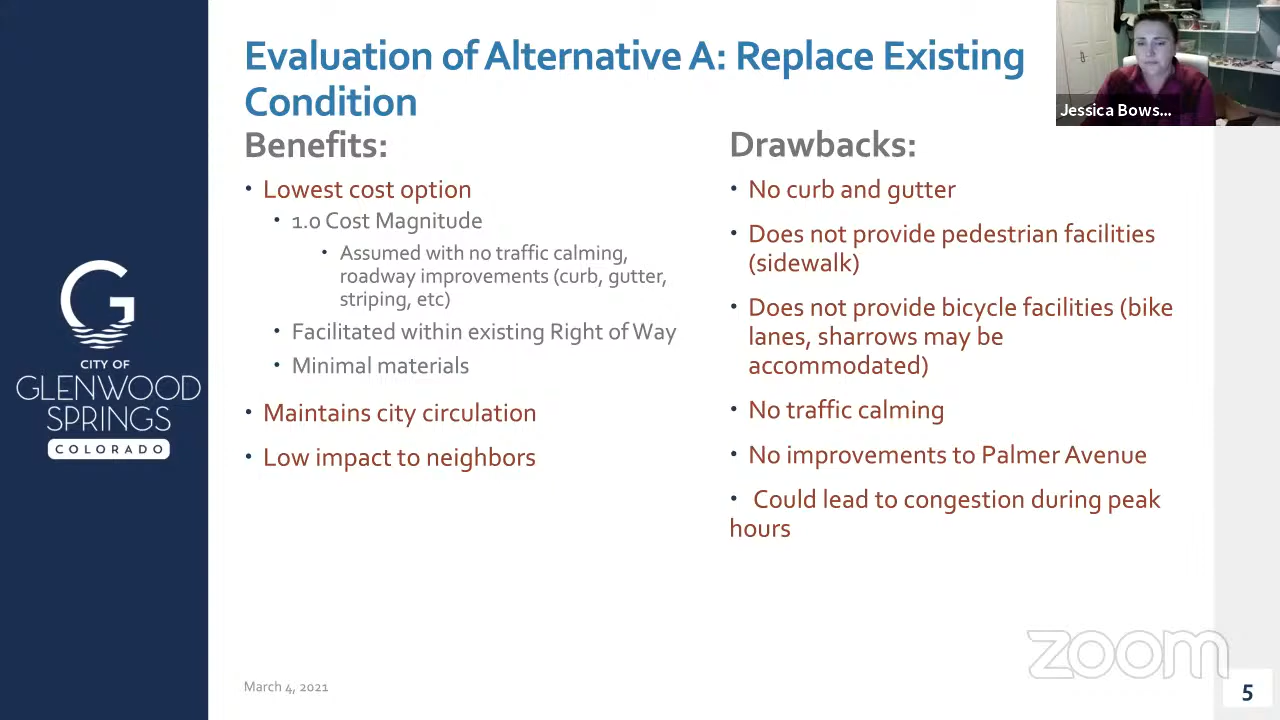 Evaluation of Alternative A: Replace Existing
Condition
Benefits:
• Lowest cost option
• 1.0 Cost Magnitude
• Assumed with no traffic calming,
roadway improvements (curb, gutter,
striping, etc)
• Facilitated within existing Right of Way
• Minimal materials
• Maintains city circulation
• Low impact to neighbors
Drawbacks:
• No curb and gutter
• Does not provide pedestrian facilities
(sidewalk)
• Does not provide bicycle facilities (bike
lanes, sharrows may be
accommodated)
• No traffic calming
• No improvements to Palmer Avenue
• Could lead to congestion during peak
hours
Jessica Bows...
G
CITY OF
GLENWOOD
SPRINGS
COLORADO
March 4, 2021
zoom
5